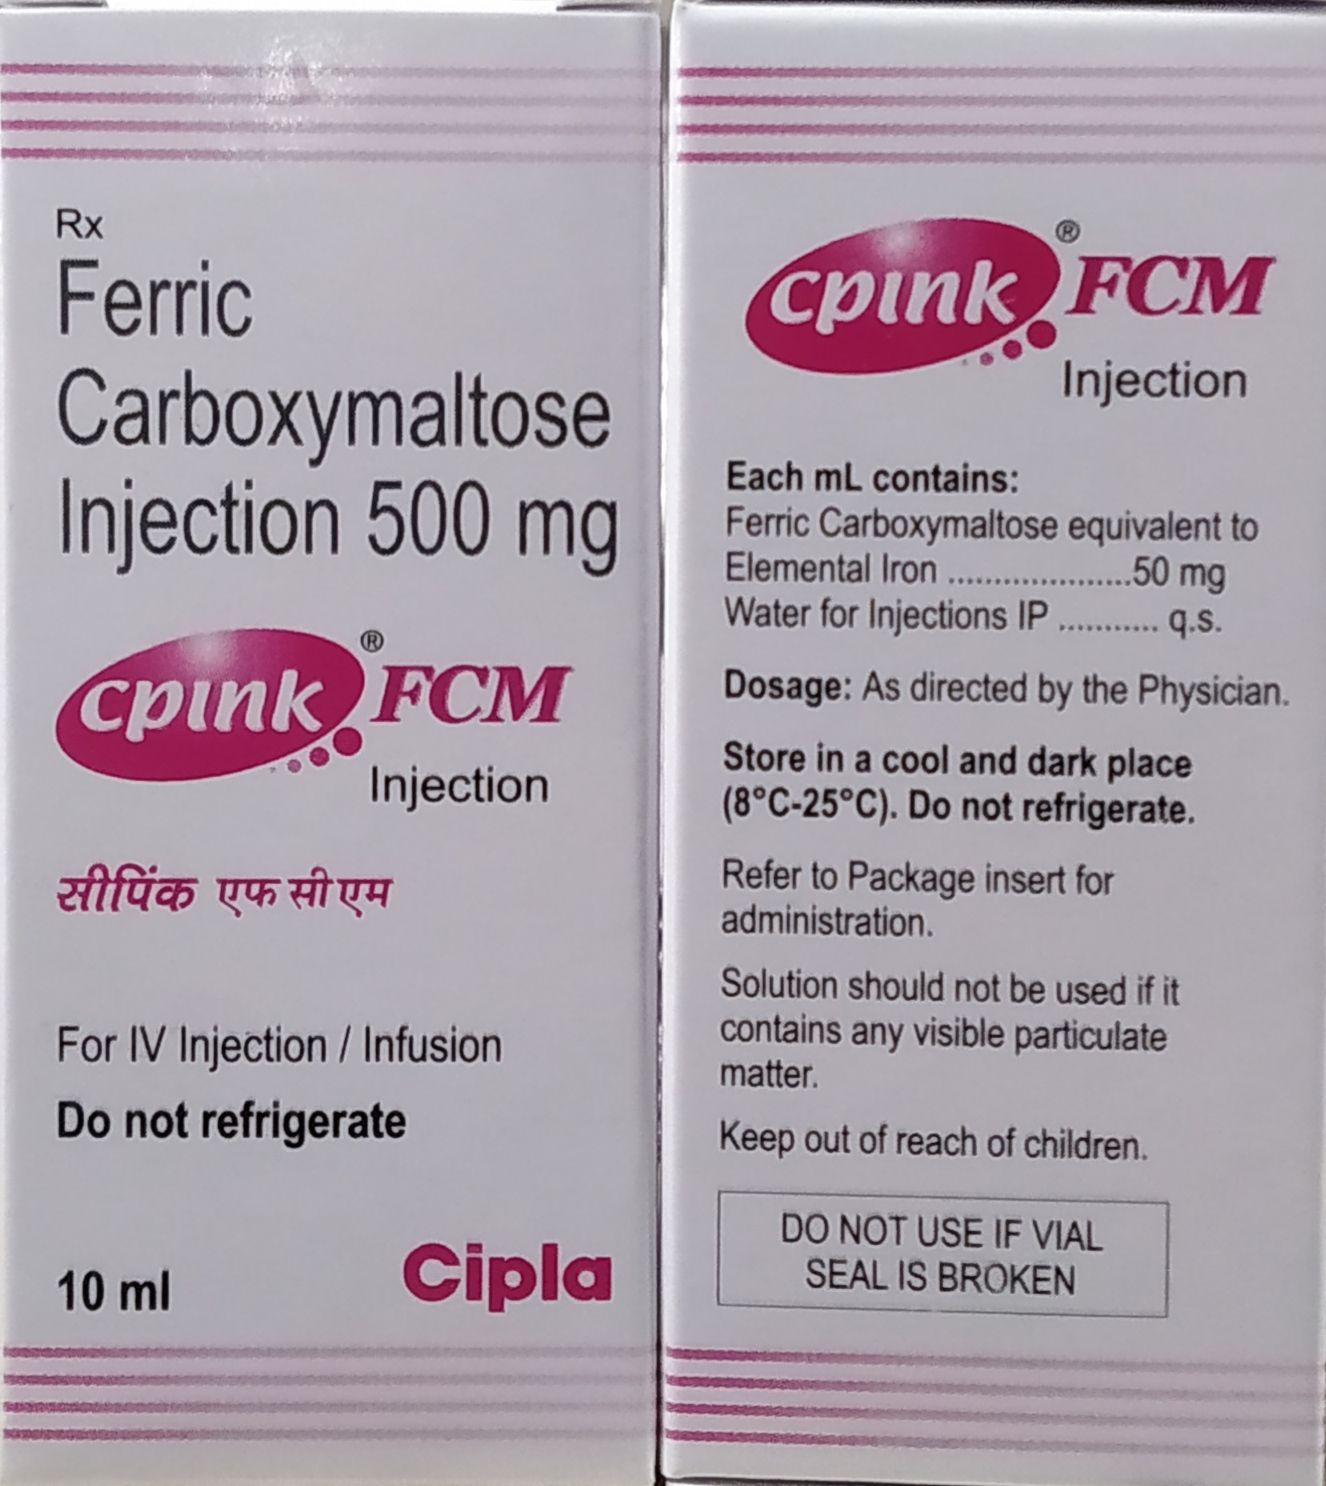 Rx
Ferric
Carboxymaltose
Injection 500 mg
cpink® FCM
Injection
सीपिंक एफ सी एम
For IV Injection / Infusion
Do not refrigerate
10 ml
Cipla
cpink® FCM
Injection
Each mL contains:
Ferric Carboxymaltose equivalent to
Elemental Iron ....................50 mg
Water for Injections IP ........... q.s.
Dosage: As directed by the Physician.
Store in a cool and dark place
(8°C-25°C). Do not refrigerate.
Refer to Package insert for
administration.
Solution should not be used if it
contains any visible particulate
matter.
Keep out of reach of children.
DO NOT USE IF VIAL
SEAL IS BROKEN